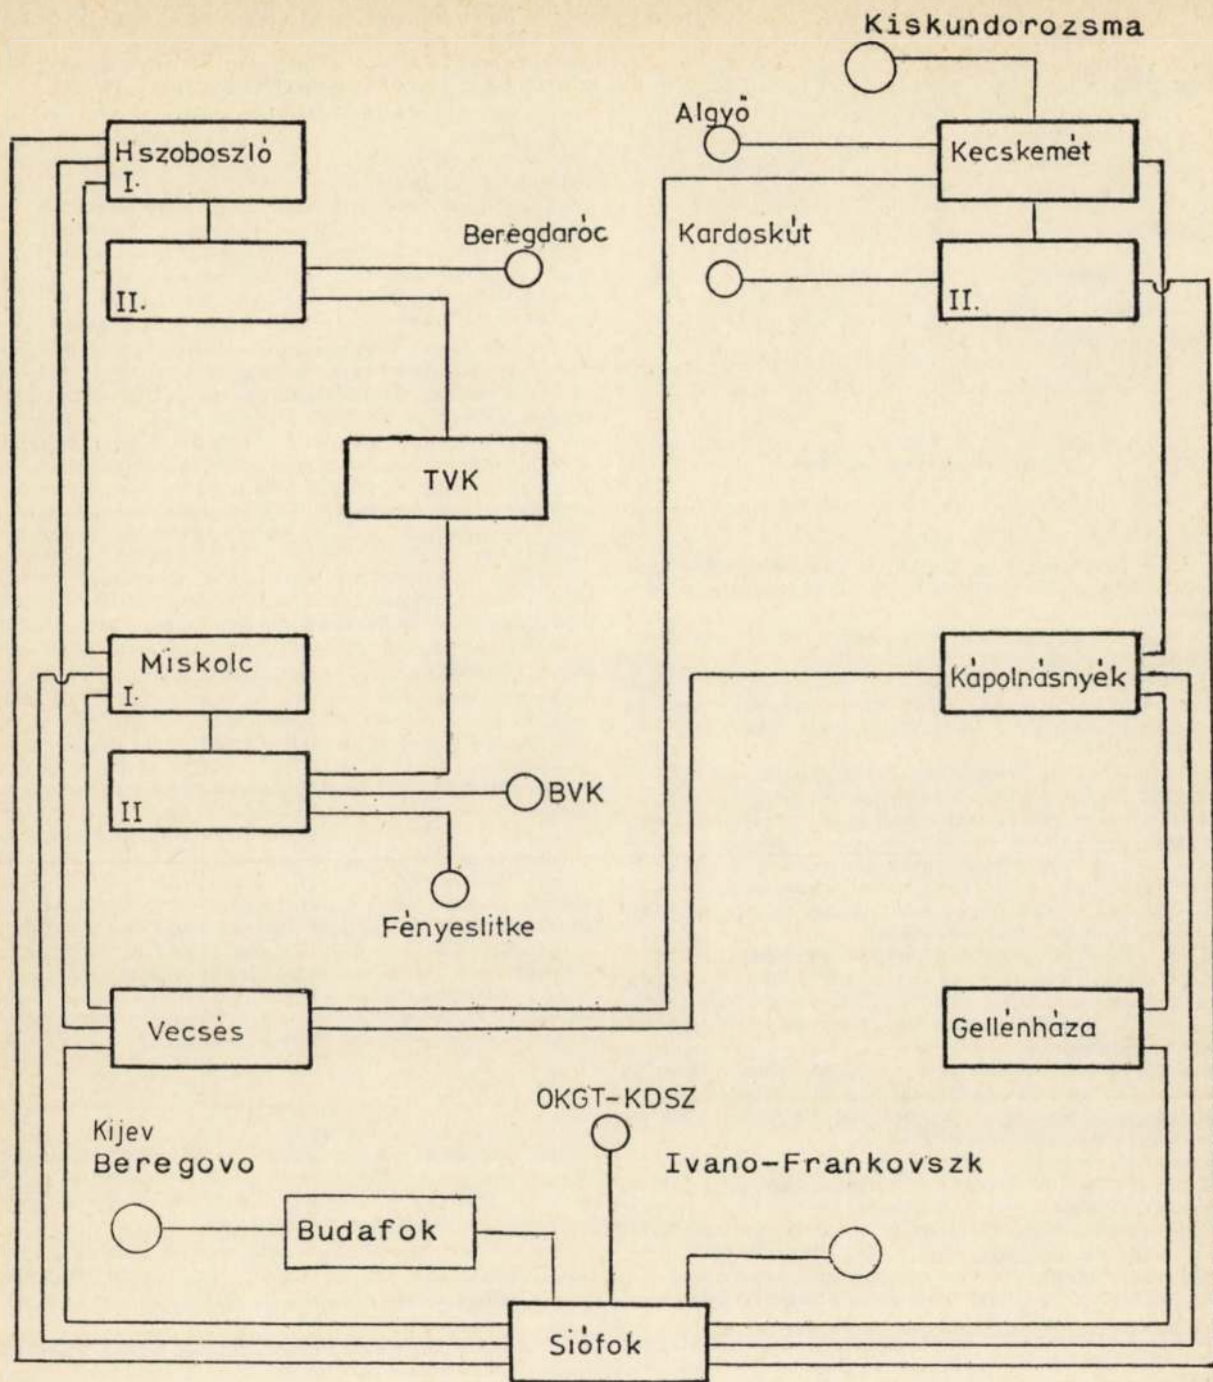 Kiskundorozsma
Algyő
Hszoboszló
I.
Kecskemét
Beregdaróc
Kardoskút
II.
II.
TVK
Miskolc
I.
Kápolnásnyék
II
BVK
Fényeslitke
Vecsés
Gellénháza
OKGT-KDSZ
Kijev
Beregovo
Ivano-Frankovszk
Budafok
Siófok